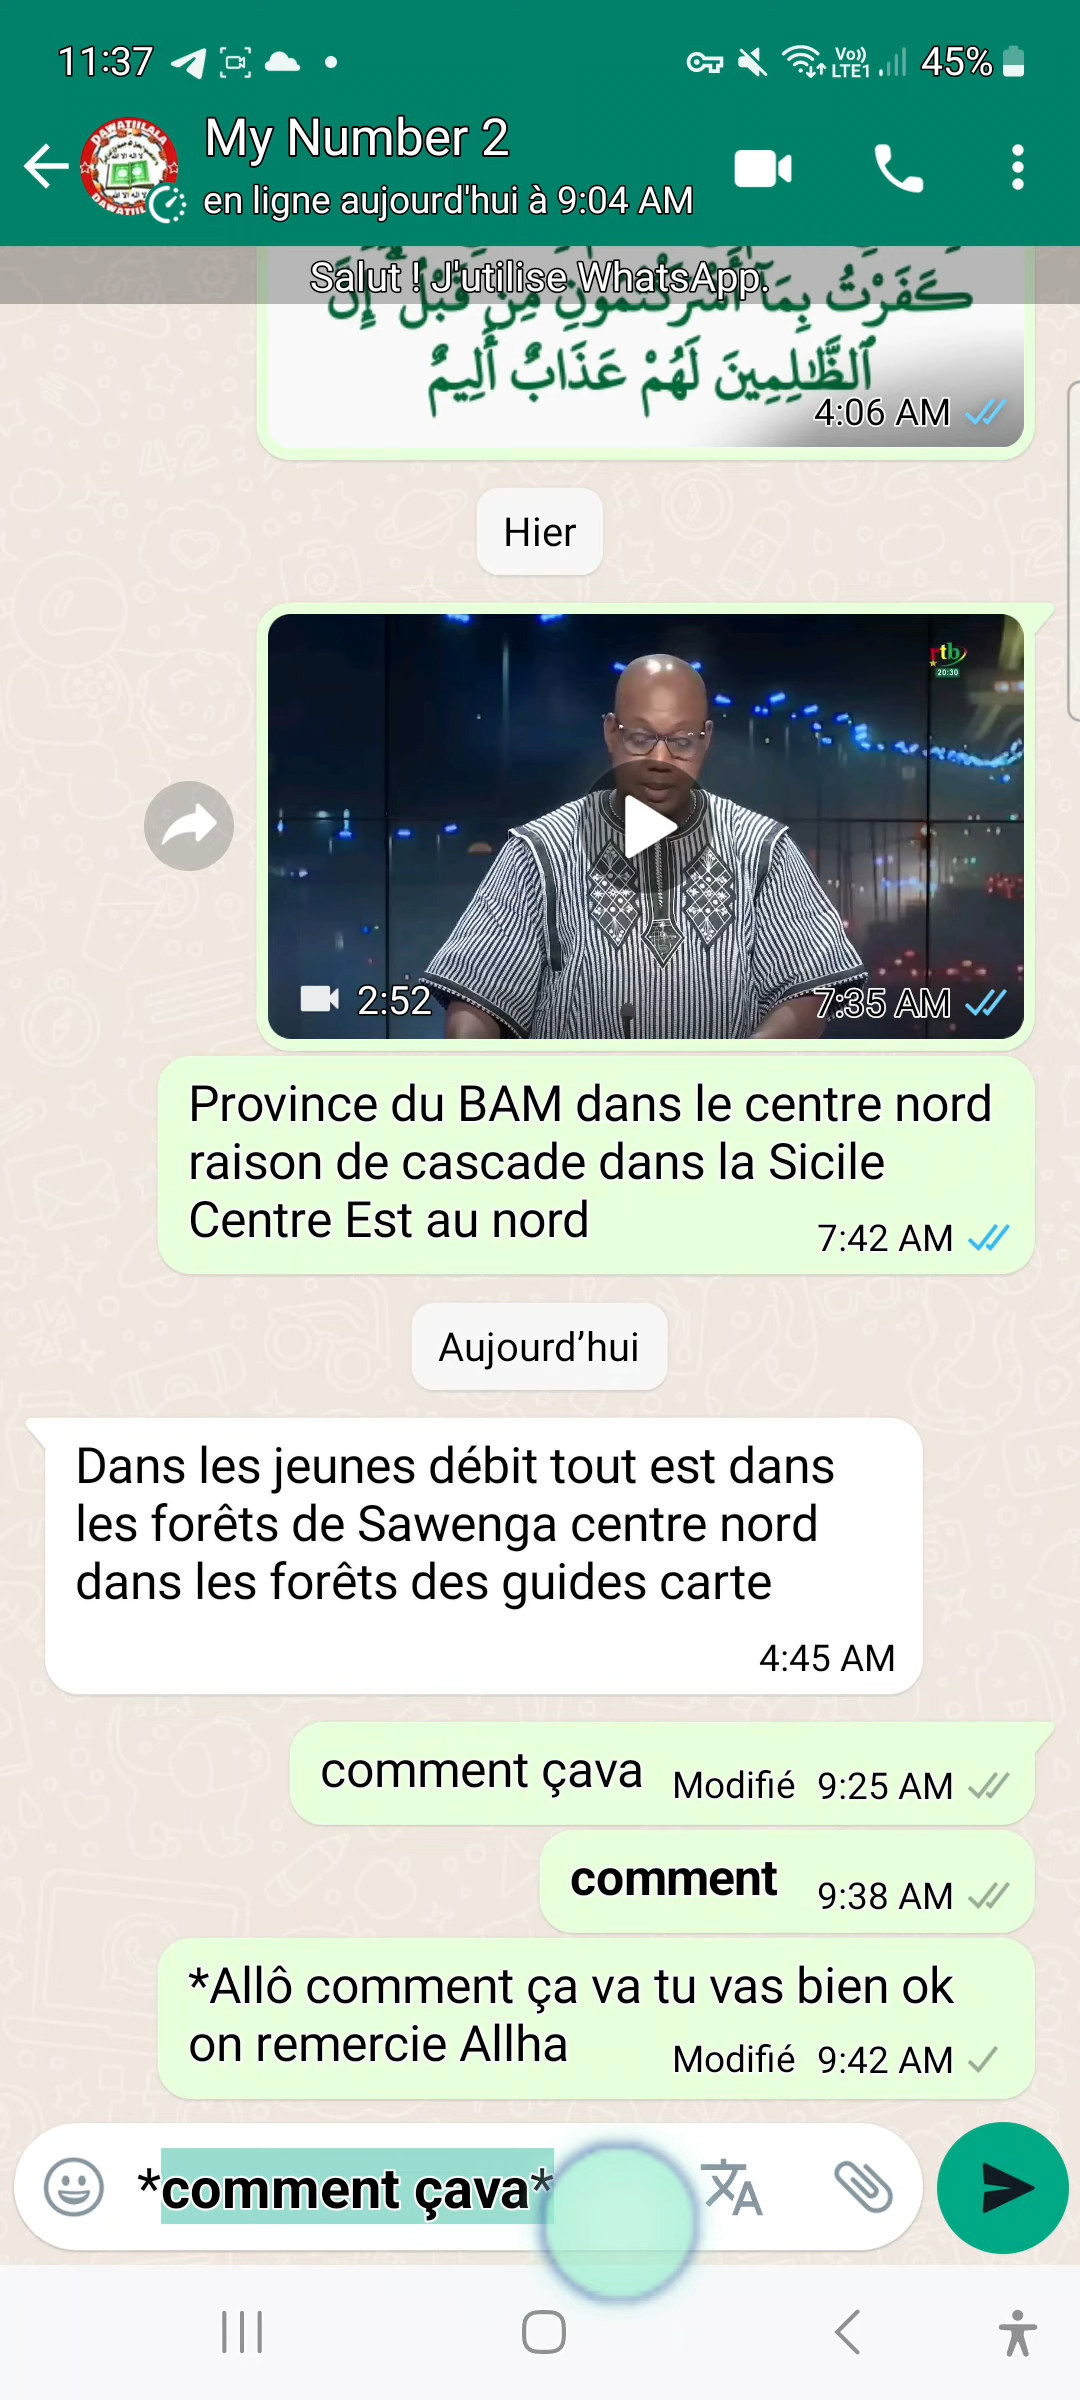 11:37 Vo)) LTE1 45%
DAWATIILALA
My Number 2
en ligne aujourd'hui à 9:04 AM
Salut ! J'utilise WhatsApp.
كَفَرْتُ بِمَآ أَشْرَكْتُمُونِ مِن قَبْلُ إِنَّ
ٱلظَّٰلِمِينَ لَهُمْ عَذَابٌ أَلِيمٌ
4:06 AM
Hier
rtb
20:30
2:52 7:35 AM
Province du BAM dans le centre nord
raison de cascade dans la Sicile
Centre Est au nord
7:42 AM
Aujourd’hui
Dans les jeunes débit tout est dans
les forêts de Sawenga centre nord
dans les forêts des guides carte
4:45 AM
comment çava Modifié 9:25 AM
comment 9:38 AM
*Allô comment ça va tu vas bien ok
on remercie Allha Modifié 9:42 AM
*comment çava*